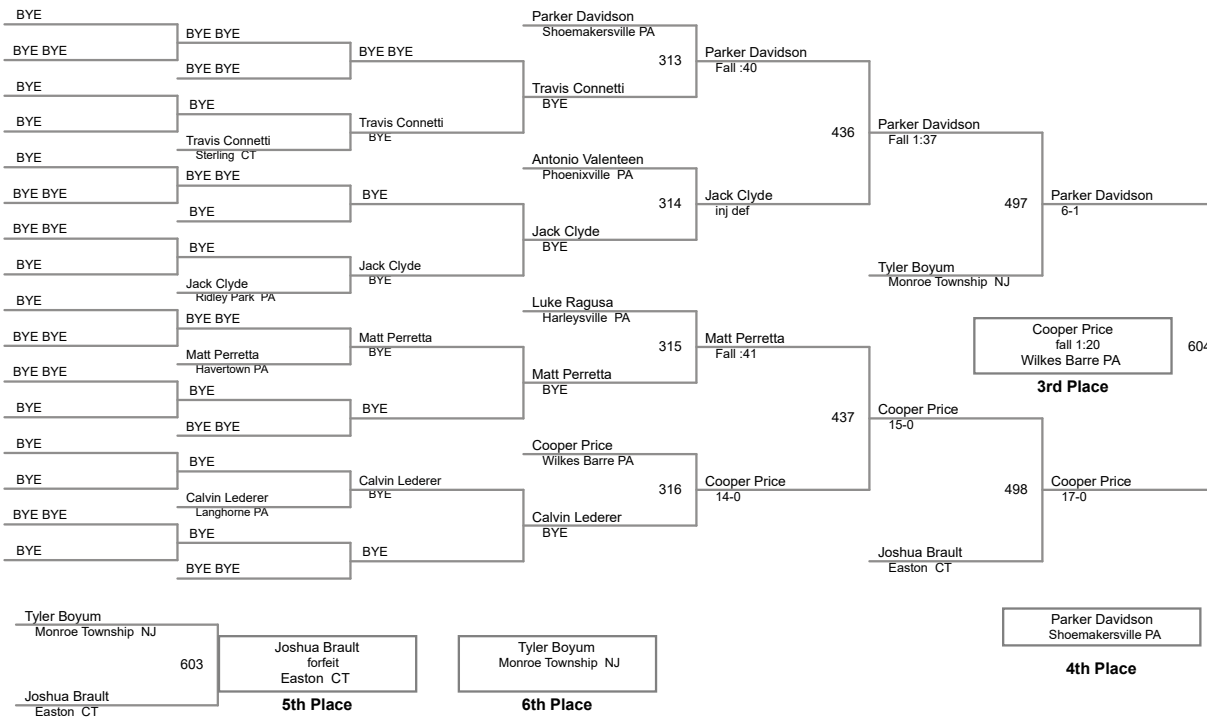 BYE
BYE BYE
BYE
BYE
BYE
BYE BYE
BYE BYE
BYE
BYE
BYE BYE
BYE BYE
BYE
BYE
BYE
BYE BYE
BYE
BYE BYE
BYE BYE
BYE
Travis Connetti
Sterling CT
BYE BYE
BYE
BYE
Jack Clyde
Ridley Park PA
BYE BYE
Matt Perretta
Havertown PA
BYE
BYE BYE
BYE
Calvin Lederer
Langhorne PA
BYE
BYE BYE
BYE BYE
Travis Connetti
BYE
BYE
Jack Clyde
BYE
Matt Perretta
BYE
BYE
Calvin Lederer
BYE
BYE
Parker Davidson
Shoemakersville PA
313
Travis Connetti
BYE
Antonio Valenteen
Phoenixville PA
314
Jack Clyde
BYE
Luke Ragusa
Harleysville PA
315
Matt Perretta
BYE
Cooper Price
Wilkes Barre PA
316
Calvin Lederer
BYE
Parker Davidson
Fall :40
436
Jack Clyde
inj def
Matt Perretta
Fall :41
437
Cooper Price
14-0
Parker Davidson
Fall 1:37
497
Tyler Boyum
Monroe Township NJ
Cooper Price
15-0
498
Joshua Brault
Easton CT
Parker Davidson
6-1
Cooper Price
fall 1:20
Wilkes Barre PA
604
3rd Place
Cooper Price
17-0
Tyler Boyum
Monroe Township NJ
603
Joshua Brault
Easton CT
Joshua Brault
forfeit
Easton CT
5th Place
Tyler Boyum
Monroe Township NJ
6th Place
Parker Davidson
Shoemakersville PA
4th Place